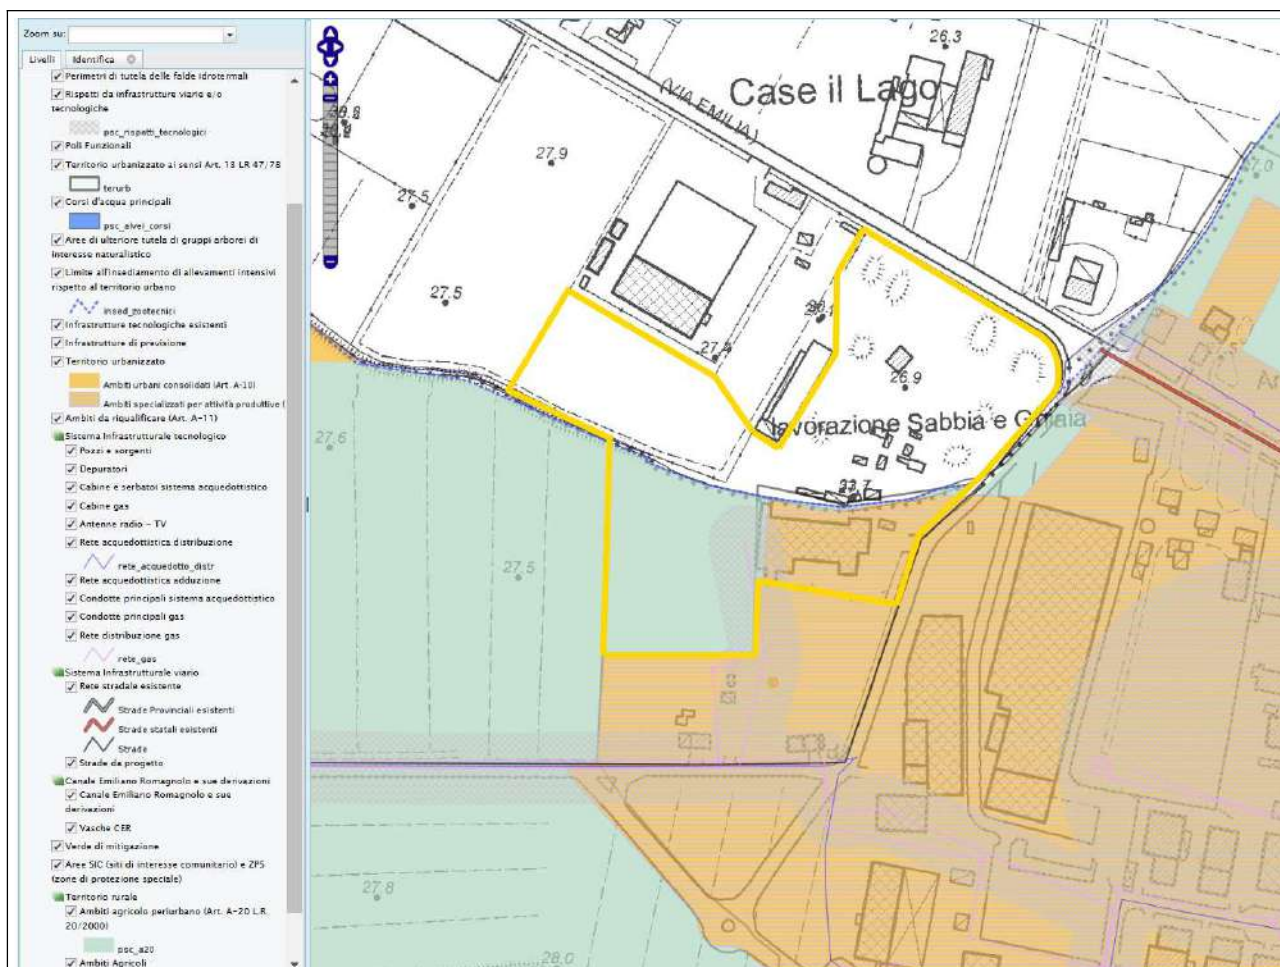 Zoom su:
Livelli
Identifica
Perimetri di tutela delle falde idrotermali
Rispetti da infrastrutture viarie e/o
tecnologiche
psc_rispetti_tecnologici
Poli Funzionali
Territorio urbanizzato ai sensi Art. 13 LR 47/78
terurb
Corsi d'acqua principali
psc_alvei_corsi
Aree di ulteriore tutela di gruppi arborei di
interesse naturalistico
Limite all'insediamento di allevamenti intensivi
rispetto al territorio urbano
insed_zootecnici
Infrastrutture tecnologiche esistenti
Infrastrutture di previsione
Territorio urbanizzato
Ambiti urbani consolidati (Art. A-10)
Ambiti specializzati per attività produttive (
Ambiti da riqualificare (Art. A-11)
Sistema Infrastrutturale tecnologico
Pozzi e sorgenti
Depuratori
Cabine e serbatoi sistema acquedottistico
Cabine gas
Antenne radio - TV
Rete acquedottistica distribuzione
rete_acquedotto_distr
Rete acquedottistica adduzione
Condotte principali sistema acquedottistico
Condotte principali gas
Rete distribuzione gas
rete_gas
Sistema Infrastrutturale viario
Rete stradale esistente
Strade Provinciali esistenti
Strade statali esistenti
Strade
Strade da progetto
Canale Emiliano Romagnolo e sue derivazioni
Canale Emiliano Romagnolo e sue
derivazioni
Vasche CER
Verde di mitigazione
Aree SIC (siti di interesse comunitario) e ZPS
(zone di protezione speciale)
Territorio rurale
Ambiti agricolo periurbano (Art. A-20 L.R.
20/2000)
psc_a20
Ambiti Agricoli
26.3
Case il Lago
(VIA EMILIA)
27.9
27.5
27.5
27.0
26.9
lavorazione Sabbia e Ghiaia
27.6
27.5
27.8
28.0